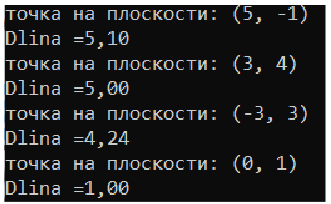 точка на плоскости: (5, -1)
Dlina =5,10
точка на плоскости: (3, 4)
Dlina =5,00
точка на плоскости: (-3, 3)
Dlina =4,24
точка на плоскости: (0, 1)
Dlina =1,00